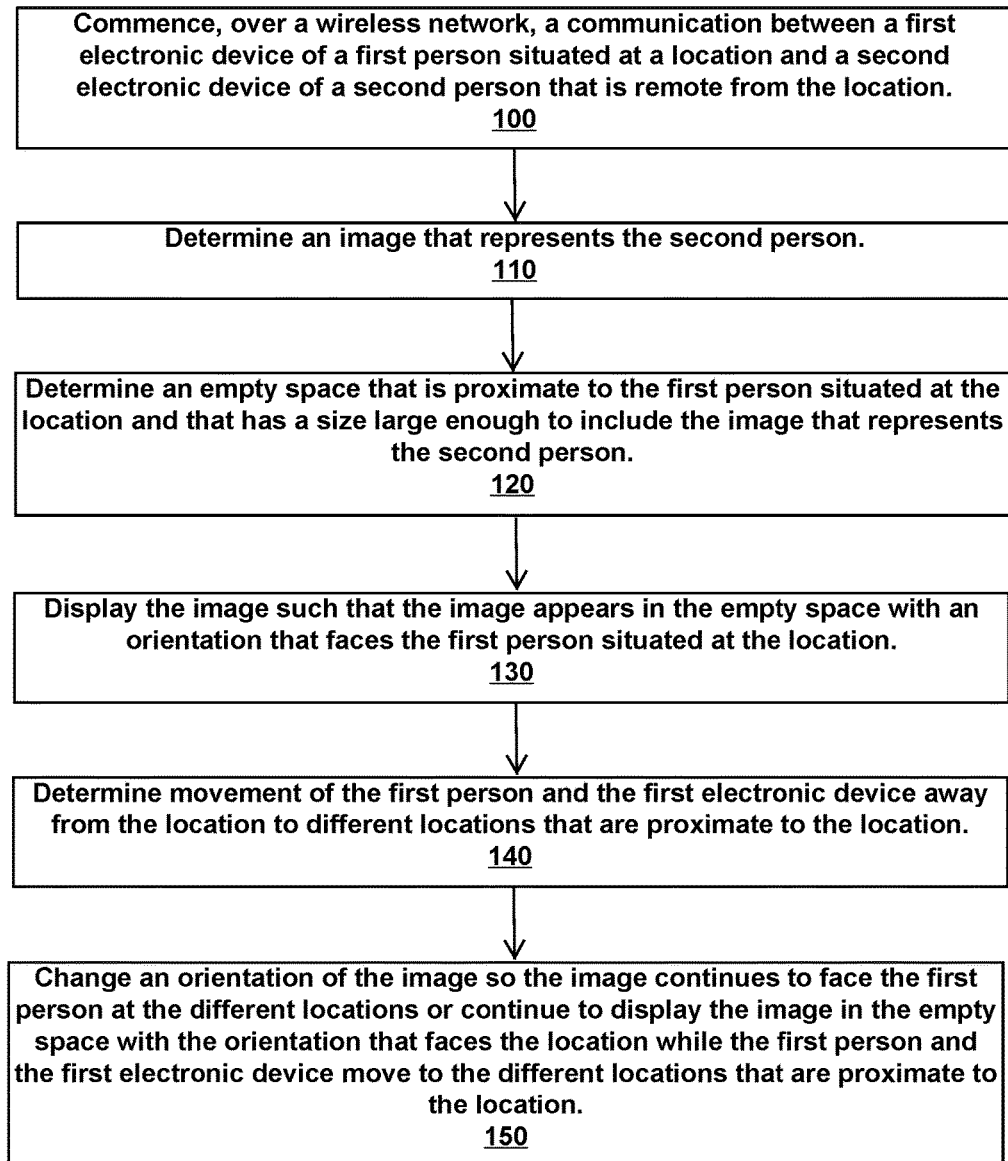 Commence, over a wireless network, a communication between a first
electronic device of a first person situated at a location and a second
electronic device of a second person that is remote from the location.
100
Determine an image that represents the second person.
110
Determine an empty space that is proximate to the first person situated at the
location and that has a size large enough to include the image that represents
the second person.
120
Display the image such that the image appears in the empty space with an
orientation that faces the first person situated at the location.
130
Determine movement of the first person and the first electronic device away
from the location to different locations that are proximate to the location.
140
Change an orientation of the image so the image continues to face the first
person at the different locations or continue to display the image in the empty
space with the orientation that faces the location while the first person and
the first electronic device move to the different locations that are proximate to
the location.
150